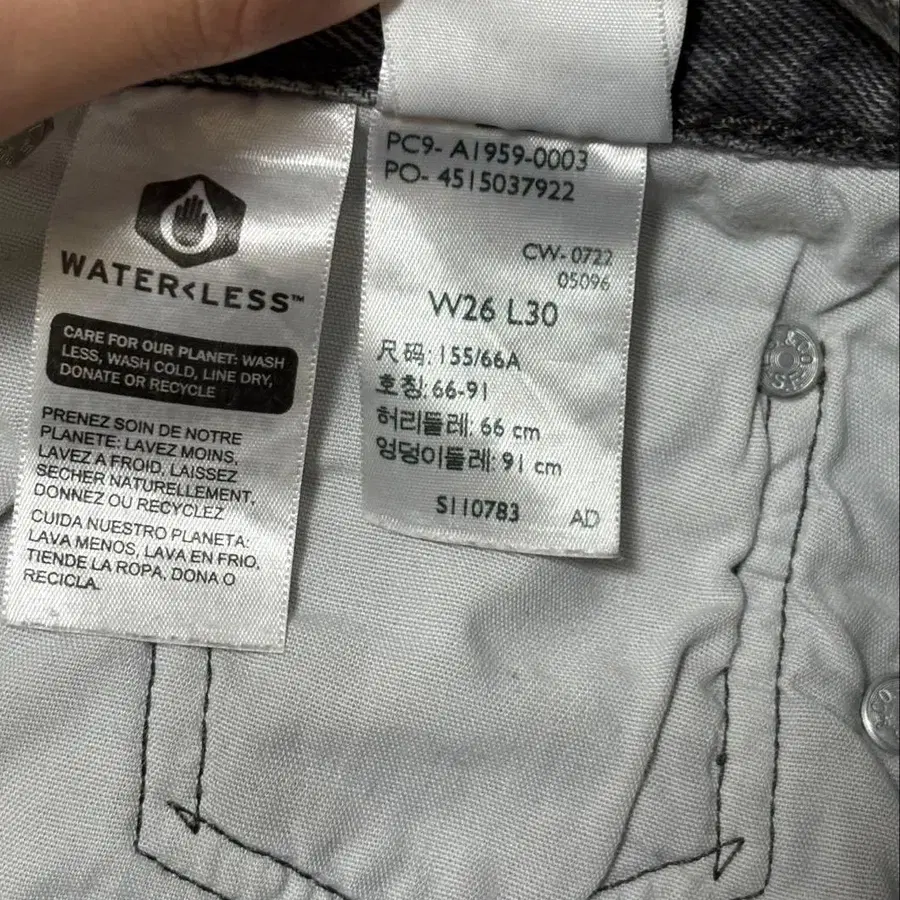 WATER<LESS™
CARE FOR OUR PLANET: WASH
LESS, WASH COLD, LINE DRY,
DONATE OR RECYCLE
PRENEZ SOIN DE NOTRE
PLANETE: LAVEZ MOINS,
LAVEZ A FROID, LAISSEZ
SECHER NATURELLEMENT,
DONNEZ OU RECYCLEZ
CUIDA NUESTRO PLANETA:
LAVA MENOS, LAVA EN FRIO,
TIENDE LA ROPA, DONA O
RECICLA.
PC9- A1959-0003
PO- 4515037922
CW- 0722
05096
W26 L30
尺码: 155/66A
호칭: 66-91
허리둘레: 66 cm
엉덩이둘레: 91 cm
S110783 AD